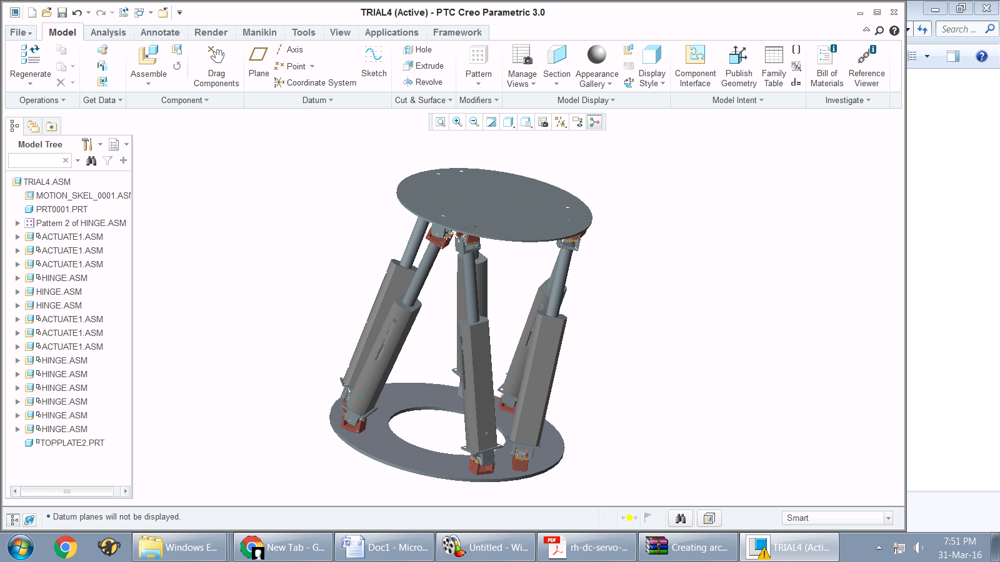 TRIAL4 (Active) - PTC Creo Parametric 3.0
File
Model
Analysis
Annotate
Render
Manikin
Tools
View
Applications
Framework
Search ...
Regenerate
Operations
Get Data
Assemble
Drag
Components
Component
Plane
Axis
Point
Coordinate System
Sketch
Datum
Hole
Extrude
Revolve
Cut & Surface
Pattern
Modifiers
Manage
Views
Section
Appearance
Gallery
Display
Style
Model Display
Component
Interface
Publish
Geometry
Family
Table
d=
Model Intent
Bill of
Materials
Reference
Viewer
Investigate
Model Tree
TRIAL4.ASM
MOTION_SKEL_0001.ASM
PRT0001.PRT
Pattern 2 of HINGE.ASM
ACTUATE1.ASM
ACTUATE1.ASM
ACTUATE1.ASM
HINGE.ASM
HINGE.ASM
HINGE.ASM
ACTUATE1.ASM
ACTUATE1.ASM
ACTUATE1.ASM
HINGE.ASM
HINGE.ASM
HINGE.ASM
HINGE.ASM
HINGE.ASM
HINGE.ASM
TOPPLATE2.PRT
• Datum planes will not be displayed.
Smart
Windows E...
New Tab - G...
Doc1 - Micro...
Untitled - Wi...
PDF
rh-dc-servo-...
Creating arc...
TRIAL4 (Acti...
7:51 PM
31-Mar-16